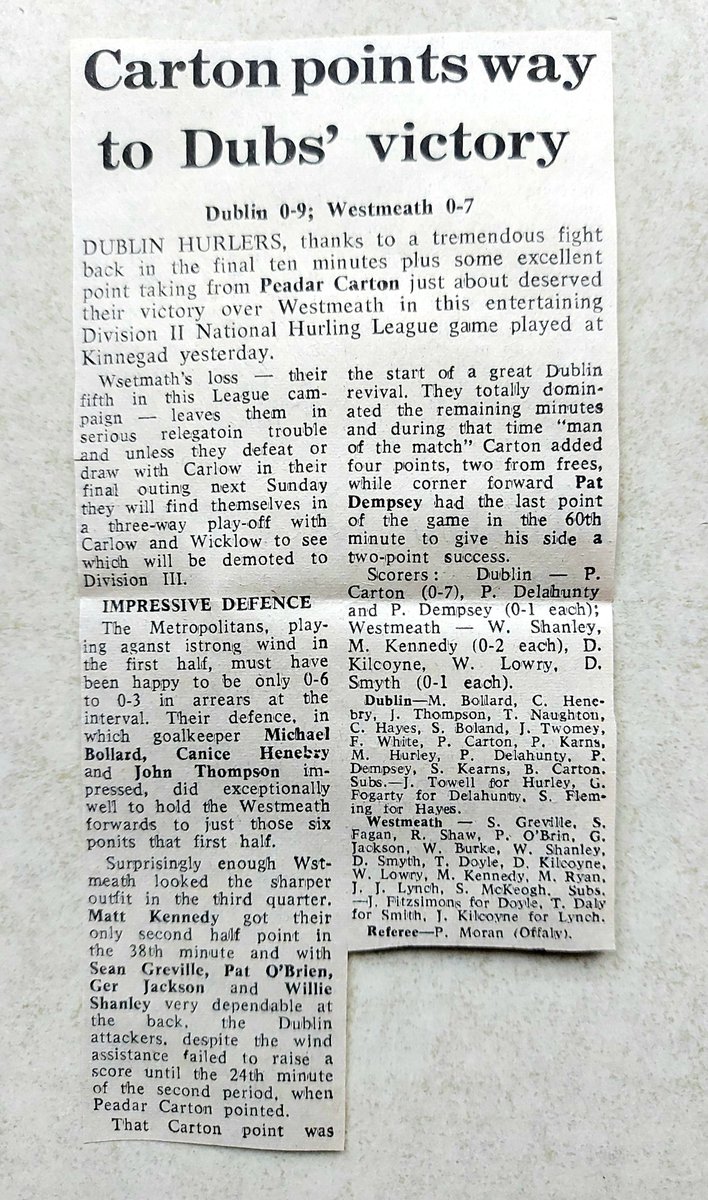 Carton points way
to Dubs' victory
Dublin 0-9; Westmeath 0-7
DUBLIN HURLERS, thanks to a tremendous fight
back in the final ten minutes plus some excellent
point taking from Peadar Carton just about deserved
their victory over Westmeath in this entertaining
Division II National Hurling League game played at
Kinnegad yesterday.
Wsetmath's loss — their
fifth in this League cam-
paign — leaves them in
serious relegatoin trouble
and unless they defeat or
draw with Carlow in their
final outing next Sunday
they will find themselves in
a three-way play-off with
Carlow and Wicklow to see
which will be demoted to
Division III.
IMPRESSIVE DEFENCE
The Metropolitans, play-
ing aganst istrong wind in
the first half, must have
been happy to be only 0-6
to 0-3 in arrears at the
interval. Their defence, in
which goalkeeper Michael
Bollard, Canice Henebry
and John Thompson im-
pressed, did exceptionally
well to hold the Westmeath
forwards to just those six
ponits that first half.
Surprisingly enough Wst-
meath looked the sharper
outfit in the third quarter.
Matt Kennedy got their
only second half point in
the 38th minute and with
Sean Greville, Pat O'Brien,
Ger Jackson and Willie
Shanley very dependable at
the back, the Dublin
attackers, despite the wind
assistance failed to raise a
score until the 24th minute
of the second period, when
Peadar Carton pointed.
That Carton point was
the start of a great Dublin
revival. They totally domin-
ated the remaining minutes
and during that time "man
of the match" Carton added
four points, two from frees,
while corner forward Pat
Dempsey had the last point
of the game in the 60th
minute to give his side a
two-point success.
Scorers: Dublin — P.
Carton (0-7), P. Delahunty
and P. Dempsey (0-1 each);
Westmeath — W. Shanley,
M. Kennedy (0-2 each), D.
Kilcoyne, W. Lowry, D.
Smyth (0-1 each).
Dublin—M. Bollard, C. Hene-
bry, J. Thompson, T. Naughton,
C. Hayes, S. Boland, J. Twomey,
F. White, P. Carton, P. Karns,
M. Hurley, P. Delahunty, P.
Dempsey, S. Kearns, B. Carton.
Subs.—J. Towell for Hurley, G.
Fogarty for Delahunty, S. Flem-
ing for Hayes.
Westmeath — S. Greville, S.
Fagan, R. Shaw, P. O'Brin, G.
Jackson, W. Burke, W. Shanley,
D. Smyth, T. Doyle, D. Kilcoyne,
W. Lowry, M. Kennedy, M. Ryan,
J. J. Lynch, S. McKeogh. Subs.
—J. Fitzsimons for Doyle, T. Daly
for Smith, J. Kilcoyne for Lynch.
Referee—P. Moran (Offaly).